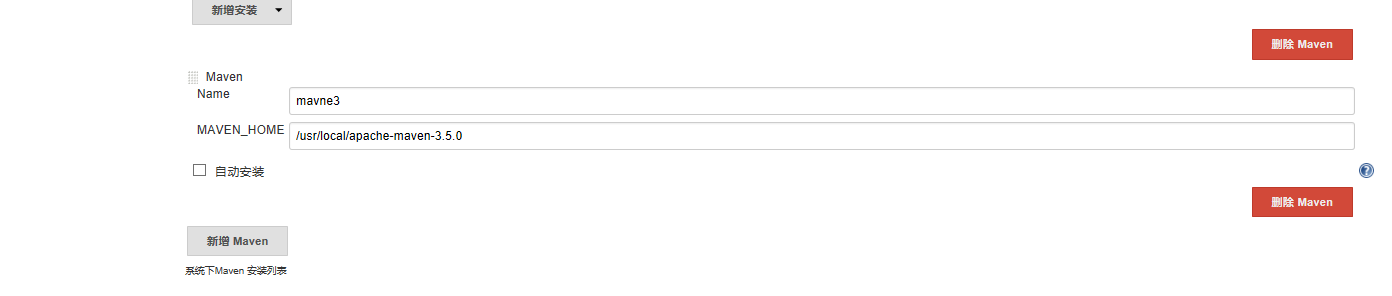 新增安装
删除 Maven
Maven
Name
mavne3
MAVEN_HOME
/usr/local/apache-maven-3.5.0
自动安装
?
删除 Maven
新增 Maven
系统下Maven 安装列表